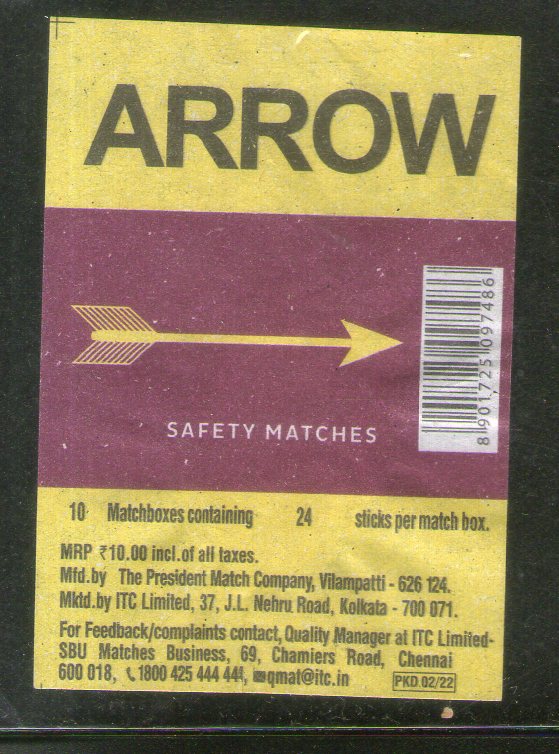 ARROW
8 901725 097486
SAFETY MATCHES
10 Matchboxes containing 24 sticks per match box.
MRP ₹10.00 incl. of all taxes.
Mfd.by The President Match Company, Vilampatti - 626 124.
Mktd.by ITC Limited, 37, J.L. Nehru Road, Kolkata - 700 071.
For Feedback/complaints contact, Quality Manager at ITC Limited-
SBU Matches Business, 69, Chamiers Road, Chennai
600 018, 1800 425 444 444, qmat@itc.in PKD 02/22